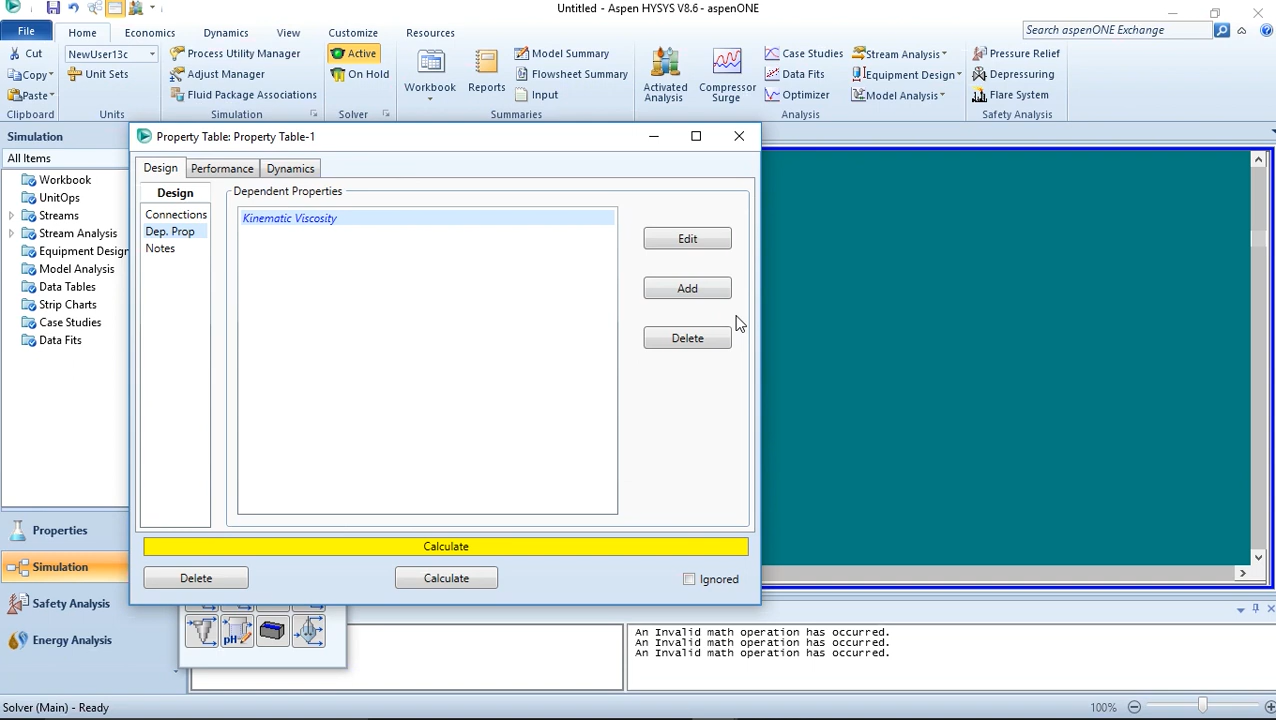 Untitled - Aspen HYSYS V8.6 - aspenONE
File
Home
Economics
Dynamics
View
Customize
Resources
Search aspenONE Exchange
Cut
NewUser13c
Process Utility Manager
Active
Model Summary
Case Studies
Stream Analysis
Pressure Relief
Copy
Unit Sets
Adjust Manager
On Hold
Workbook
Reports
Flowsheet Summary
Activated Analysis
Compressor Surge
Data Fits
Equipment Design
Depressuring
Paste
Fluid Package Associations
Input
Optimizer
Model Analysis
Flare System
Clipboard
Units
Simulation
Solver
Summaries
Analysis
Safety Analysis
Simulation
All Items
Workbook
UnitOps
Streams
Stream Analysis
Equipment Design
Model Analysis
Data Tables
Strip Charts
Case Studies
Data Fits
Properties
Simulation
Safety Analysis
Energy Analysis
Property Table: Property Table-1
Design
Performance
Dynamics
Design
Connections
Dep. Prop
Notes
Dependent Properties
Kinematic Viscosity
Edit
Add
Delete
Calculate
Delete
Calculate
Ignored
pH
An Invalid math operation has occurred.
An Invalid math operation has occurred.
An Invalid math operation has occurred.
Solver (Main) - Ready
100%